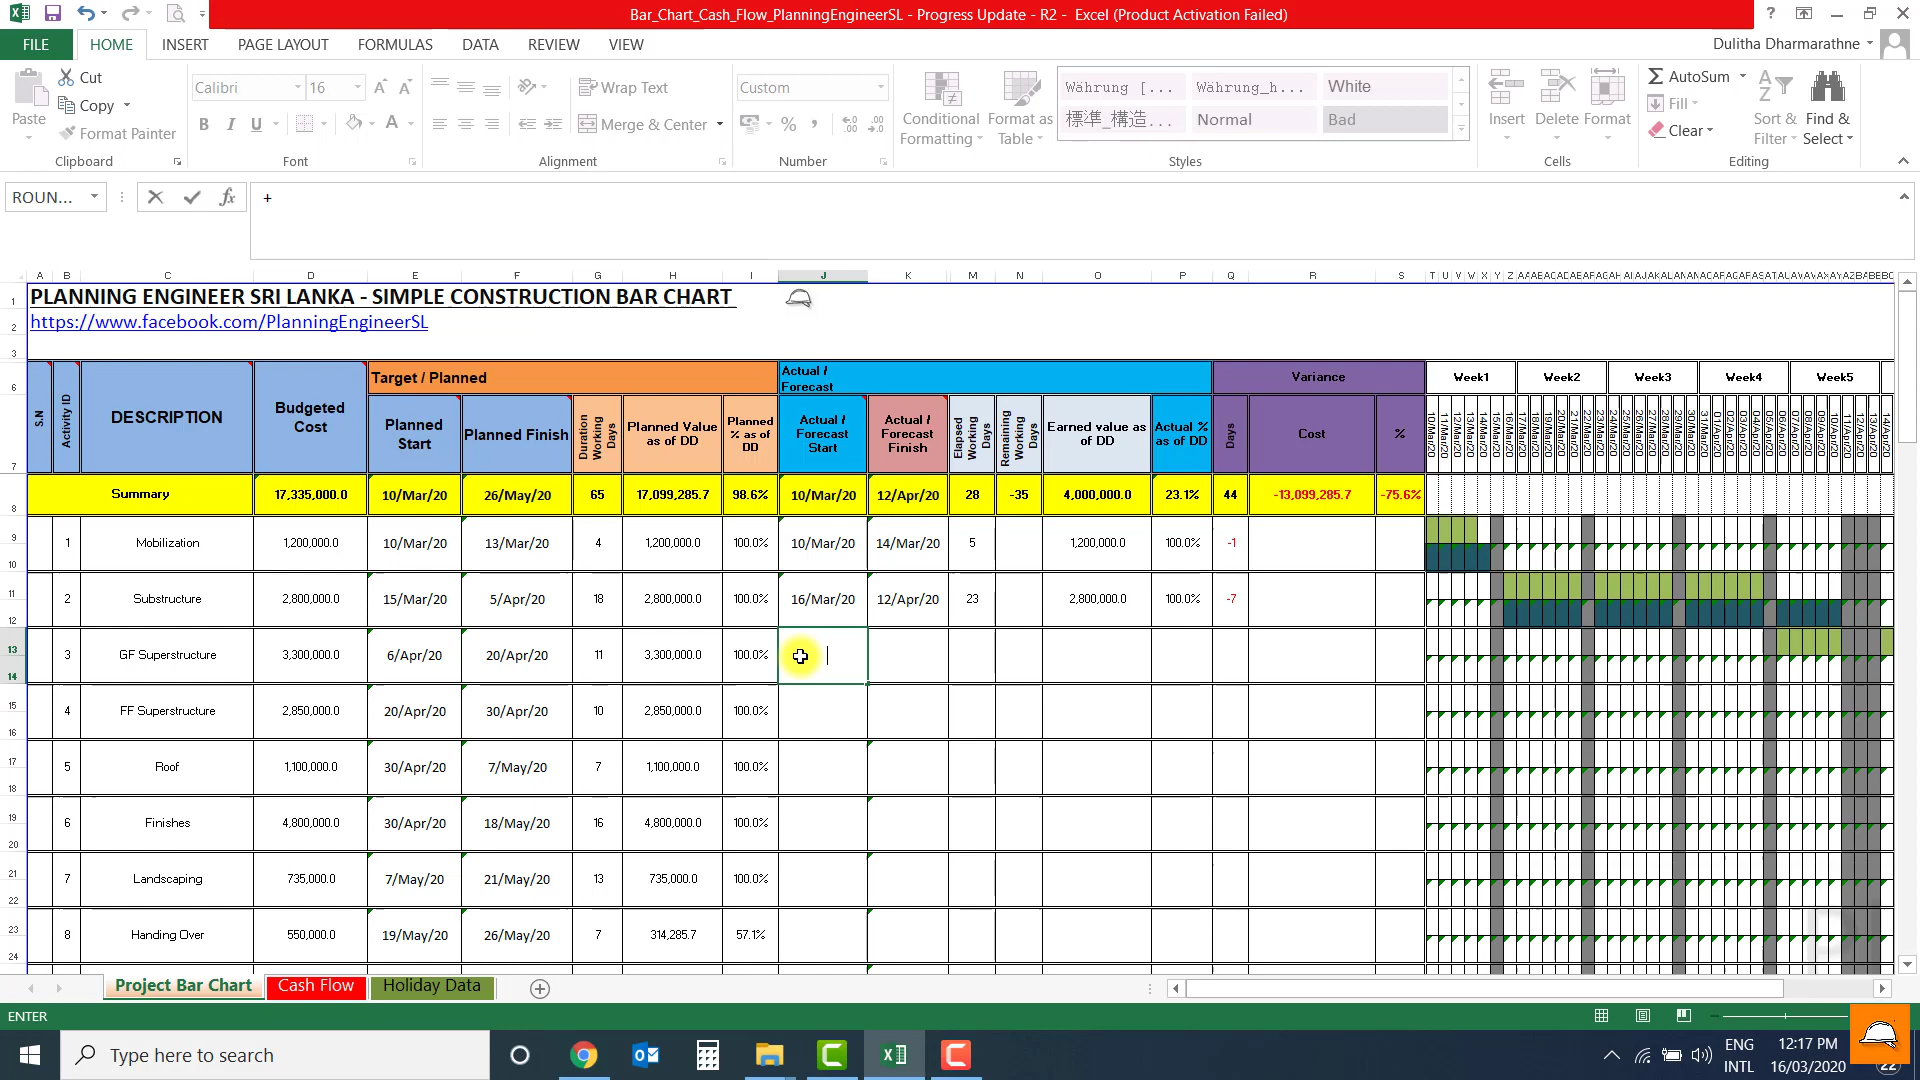 Bar_Chart_Cash_Flow_PlanningEngineerSL - Progress Update - R2 - Excel (Product Activation Failed)
FILE HOME INSERT PAGE LAYOUT FORMULAS DATA REVIEW VIEW
Dulitha Dharmarathne
Paste
Cut
Copy
Format Painter
Clipboard
Calibri 16
B I U
Font
Wrap Text
Merge & Center
Alignment
Custom
Number
Conditional Formatting
Format as Table
Währung [...
Währung_h...
White
標準_構造...
Normal
Bad
Styles
Insert Delete Format
Cells
AutoSum
Fill
Clear
Sort & Filter
Find & Select
Editing
ROUN...
fx
+
A B C D E F G H I J K M N O P Q R S T U V W X Y Z
PLANNING ENGINEER SRI LANKA - SIMPLE CONSTRUCTION BAR CHART
https://www.facebook.com/PlanningEngineerSL
Target / Planned
Actual / Forecast
Variance
Week1 Week2 Week3 Week4 Week5
S.N
Activity ID
DESCRIPTION
Budgeted Cost
Planned Start
Planned Finish
Duration Working Days
Planned Value as of DD
Planned % as of DD
Actual / Forecast Start
Actual / Forecast Finish
Elapsed Working Days
Remaining Working Days
Earned value as of DD
Actual % as of DD
Days
Cost
%
Summary 17,335,000.0 10/Mar/20 26/May/20 65 17,099,285.7 98.6% 10/Mar/20 12/Apr/20 28 -35 4,000,000.0 23.1% 44 -13,099,285.7 -75.6%
1 Mobilization 1,200,000.0 10/Mar/20 13/Mar/20 4 1,200,000.0 100.0% 10/Mar/20 14/Mar/20 5 1,200,000.0 100.0% -1
2 Substructure 2,800,000.0 15/Mar/20 5/Apr/20 18 2,800,000.0 100.0% 16/Mar/20 12/Apr/20 23 2,800,000.0 100.0% -7
3 GF Superstructure 3,300,000.0 6/Apr/20 20/Apr/20 11 3,300,000.0 100.0%
4 FF Superstructure 2,850,000.0 20/Apr/20 30/Apr/20 10 2,850,000.0 100.0%
5 Roof 1,100,000.0 30/Apr/20 7/May/20 7 1,100,000.0 100.0%
6 Finishes 4,800,000.0 30/Apr/20 18/May/20 16 4,800,000.0 100.0%
7 Landscaping 735,000.0 7/May/20 21/May/20 13 735,000.0 100.0%
8 Handing Over 550,000.0 19/May/20 26/May/20 7 314,285.7 57.1%
Project Bar Chart Cash Flow Holiday Data
ENTER
Type here to search
ENG
INTL
12:17 PM
16/03/2020
22